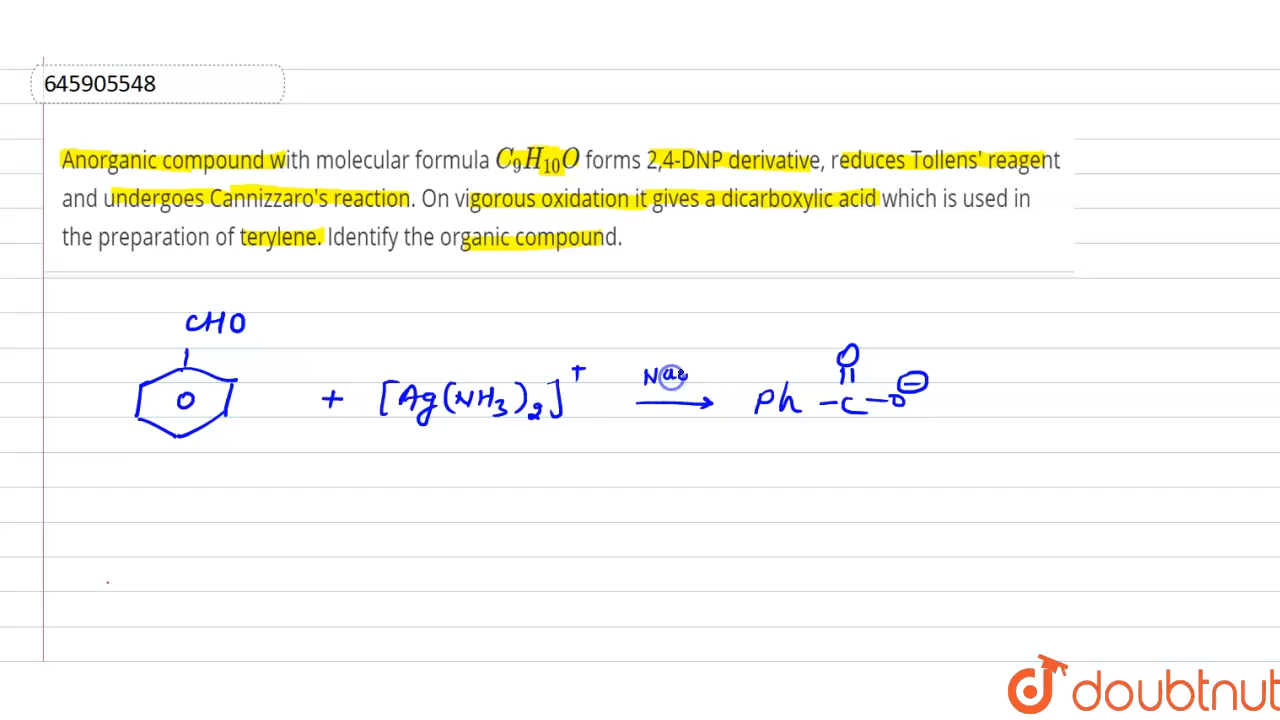 645905548
Anorganic compound with molecular formula C₉H₁₀O forms 2,4-DNP derivative, reduces Tollens' reagent
and undergoes Cannizzaro's reaction. On vigorous oxidation it gives a dicarboxylic acid which is used in
the preparation of terylene. Identify the organic compound.
CHO
O
O + [Ag(NH₃)₂]⁺ → Ph – C – O⁻
doubtnut